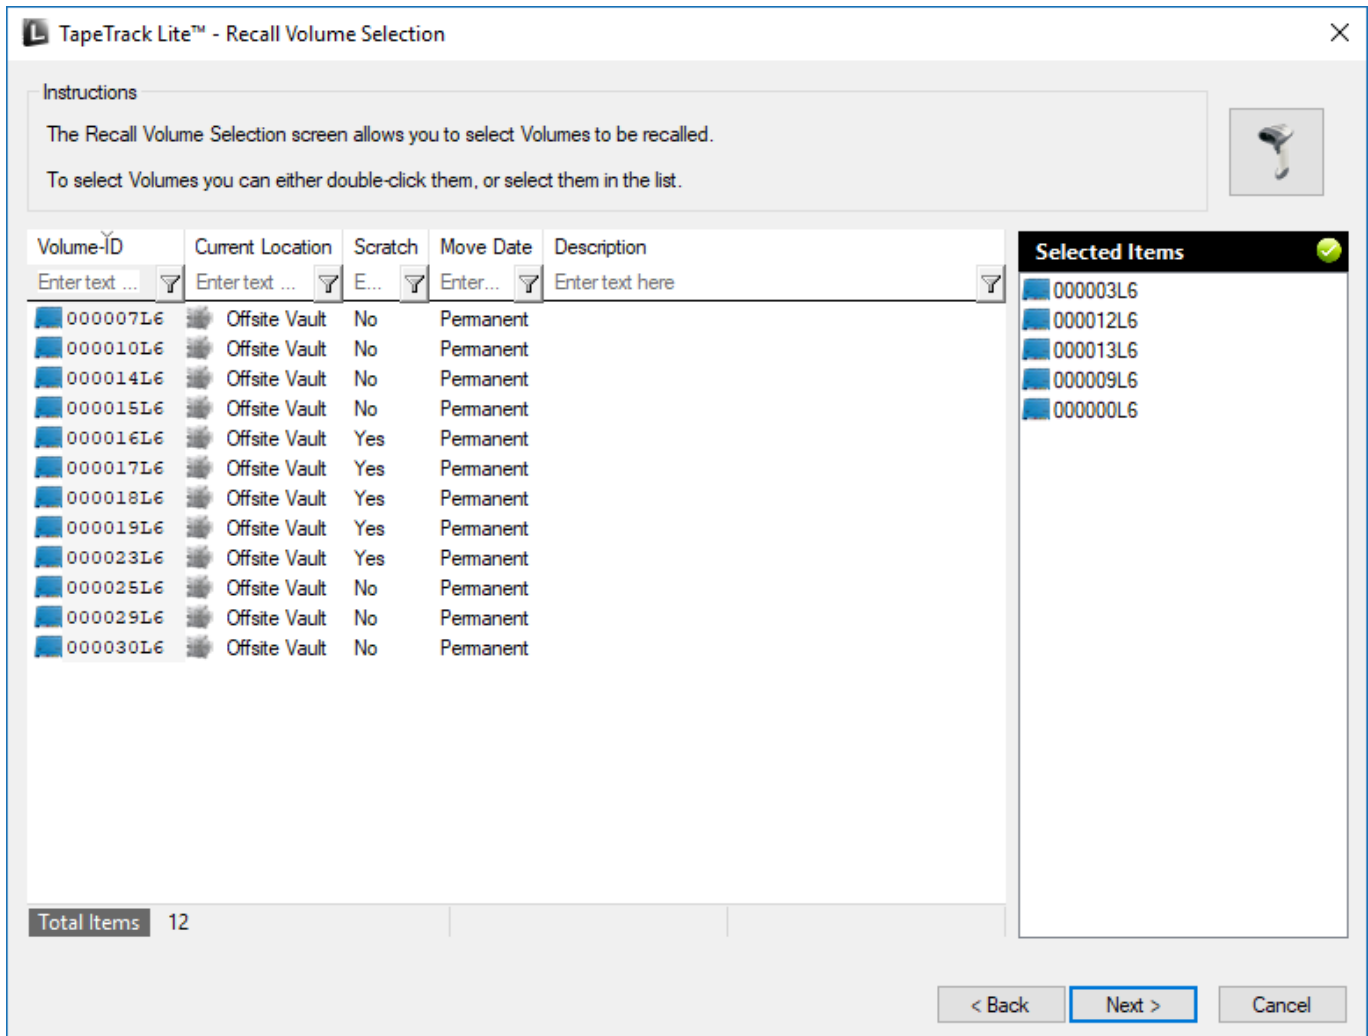 L TapeTrack Lite™ - Recall Volume Selection
Instructions
The Recall Volume Selection screen allows you to select Volumes to be recalled.
To select Volumes you can either double-click them, or select them in the list.
Volume-ID Current Location Scratch Move Date Description
Enter text ... Enter text ... E... Enter... Enter text here
000007L6 Offsite Vault No Permanent
000010L6 Offsite Vault No Permanent
000014L6 Offsite Vault No Permanent
000015L6 Offsite Vault No Permanent
000016L6 Offsite Vault Yes Permanent
000017L6 Offsite Vault Yes Permanent
000018L6 Offsite Vault Yes Permanent
000019L6 Offsite Vault Yes Permanent
000023L6 Offsite Vault Yes Permanent
000025L6 Offsite Vault No Permanent
000029L6 Offsite Vault No Permanent
000030L6 Offsite Vault No Permanent
Total Items 12
Selected Items
000003L6
000012L6
000013L6
000009L6
000000L6
< Back Next > Cancel